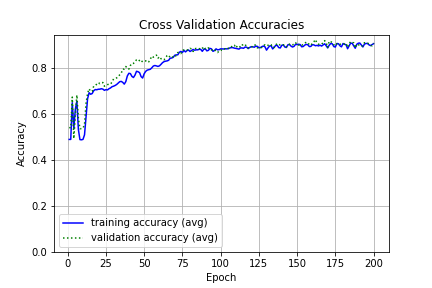 Cross Validation Accuracies
Accuracy
0.8
0.6
0.4
0.2
0.0
training accuracy (avg)
validation accuracy (avg)
0 25 50 75 100 125 150 175 200
Epoch